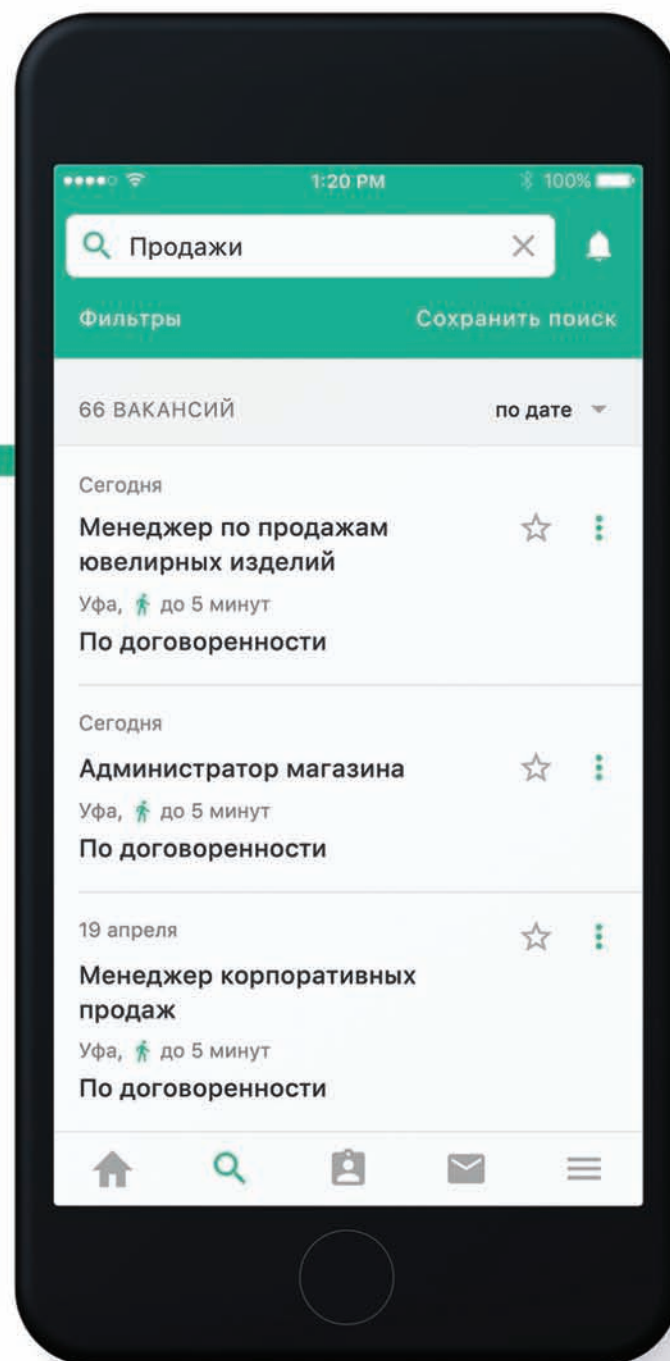 1:20 PM
100%
Продажи
Фильтры
Сохранить поиск
66 ВАКАНСИЙ
по дате
Сегодня
Менеджер по продажам
ювелирных изделий
Уфа, до 5 минут
По договоренности
Сегодня
Администратор магазина
Уфа, до 5 минут
По договоренности
19 апреля
Менеджер корпоративных
продаж
Уфа, до 5 минут
По договоренности